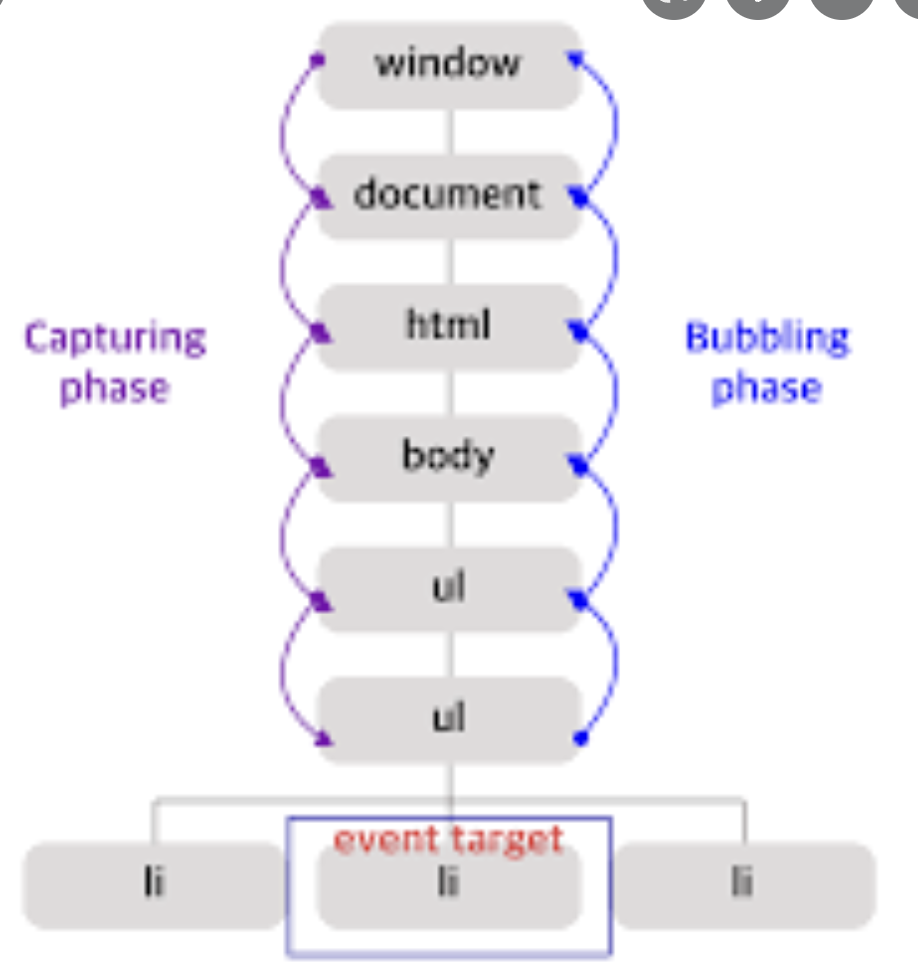 window
document
html
Capturing
phase
Bubbling
phase
body
ul
ul
event target
li
li
li